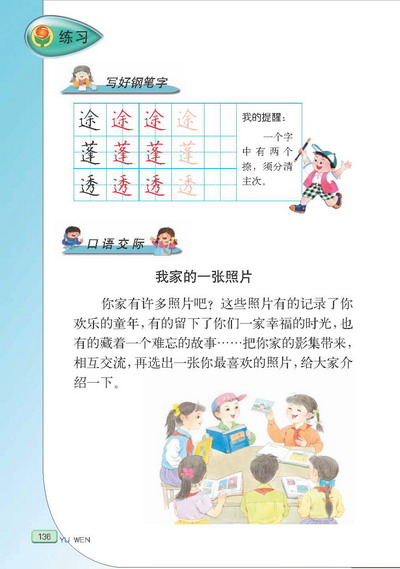 练习
写好钢笔字
途 途 途 途
蓬 蓬 蓬 蓬
透 透 透 透
我的提醒：
一个字
中有两个
捺，须分清
主次。
口语交际
我家的一张照片
你家有许多照片吧？这些照片有的记录了你
欢乐的童年，有的留下了你们一家幸福的时光，也
有的藏着一个难忘的故事……把你家的影集带来，
相互交流，再选出一张你最喜欢的照片，给大家介
绍一下。
136 YU WEN